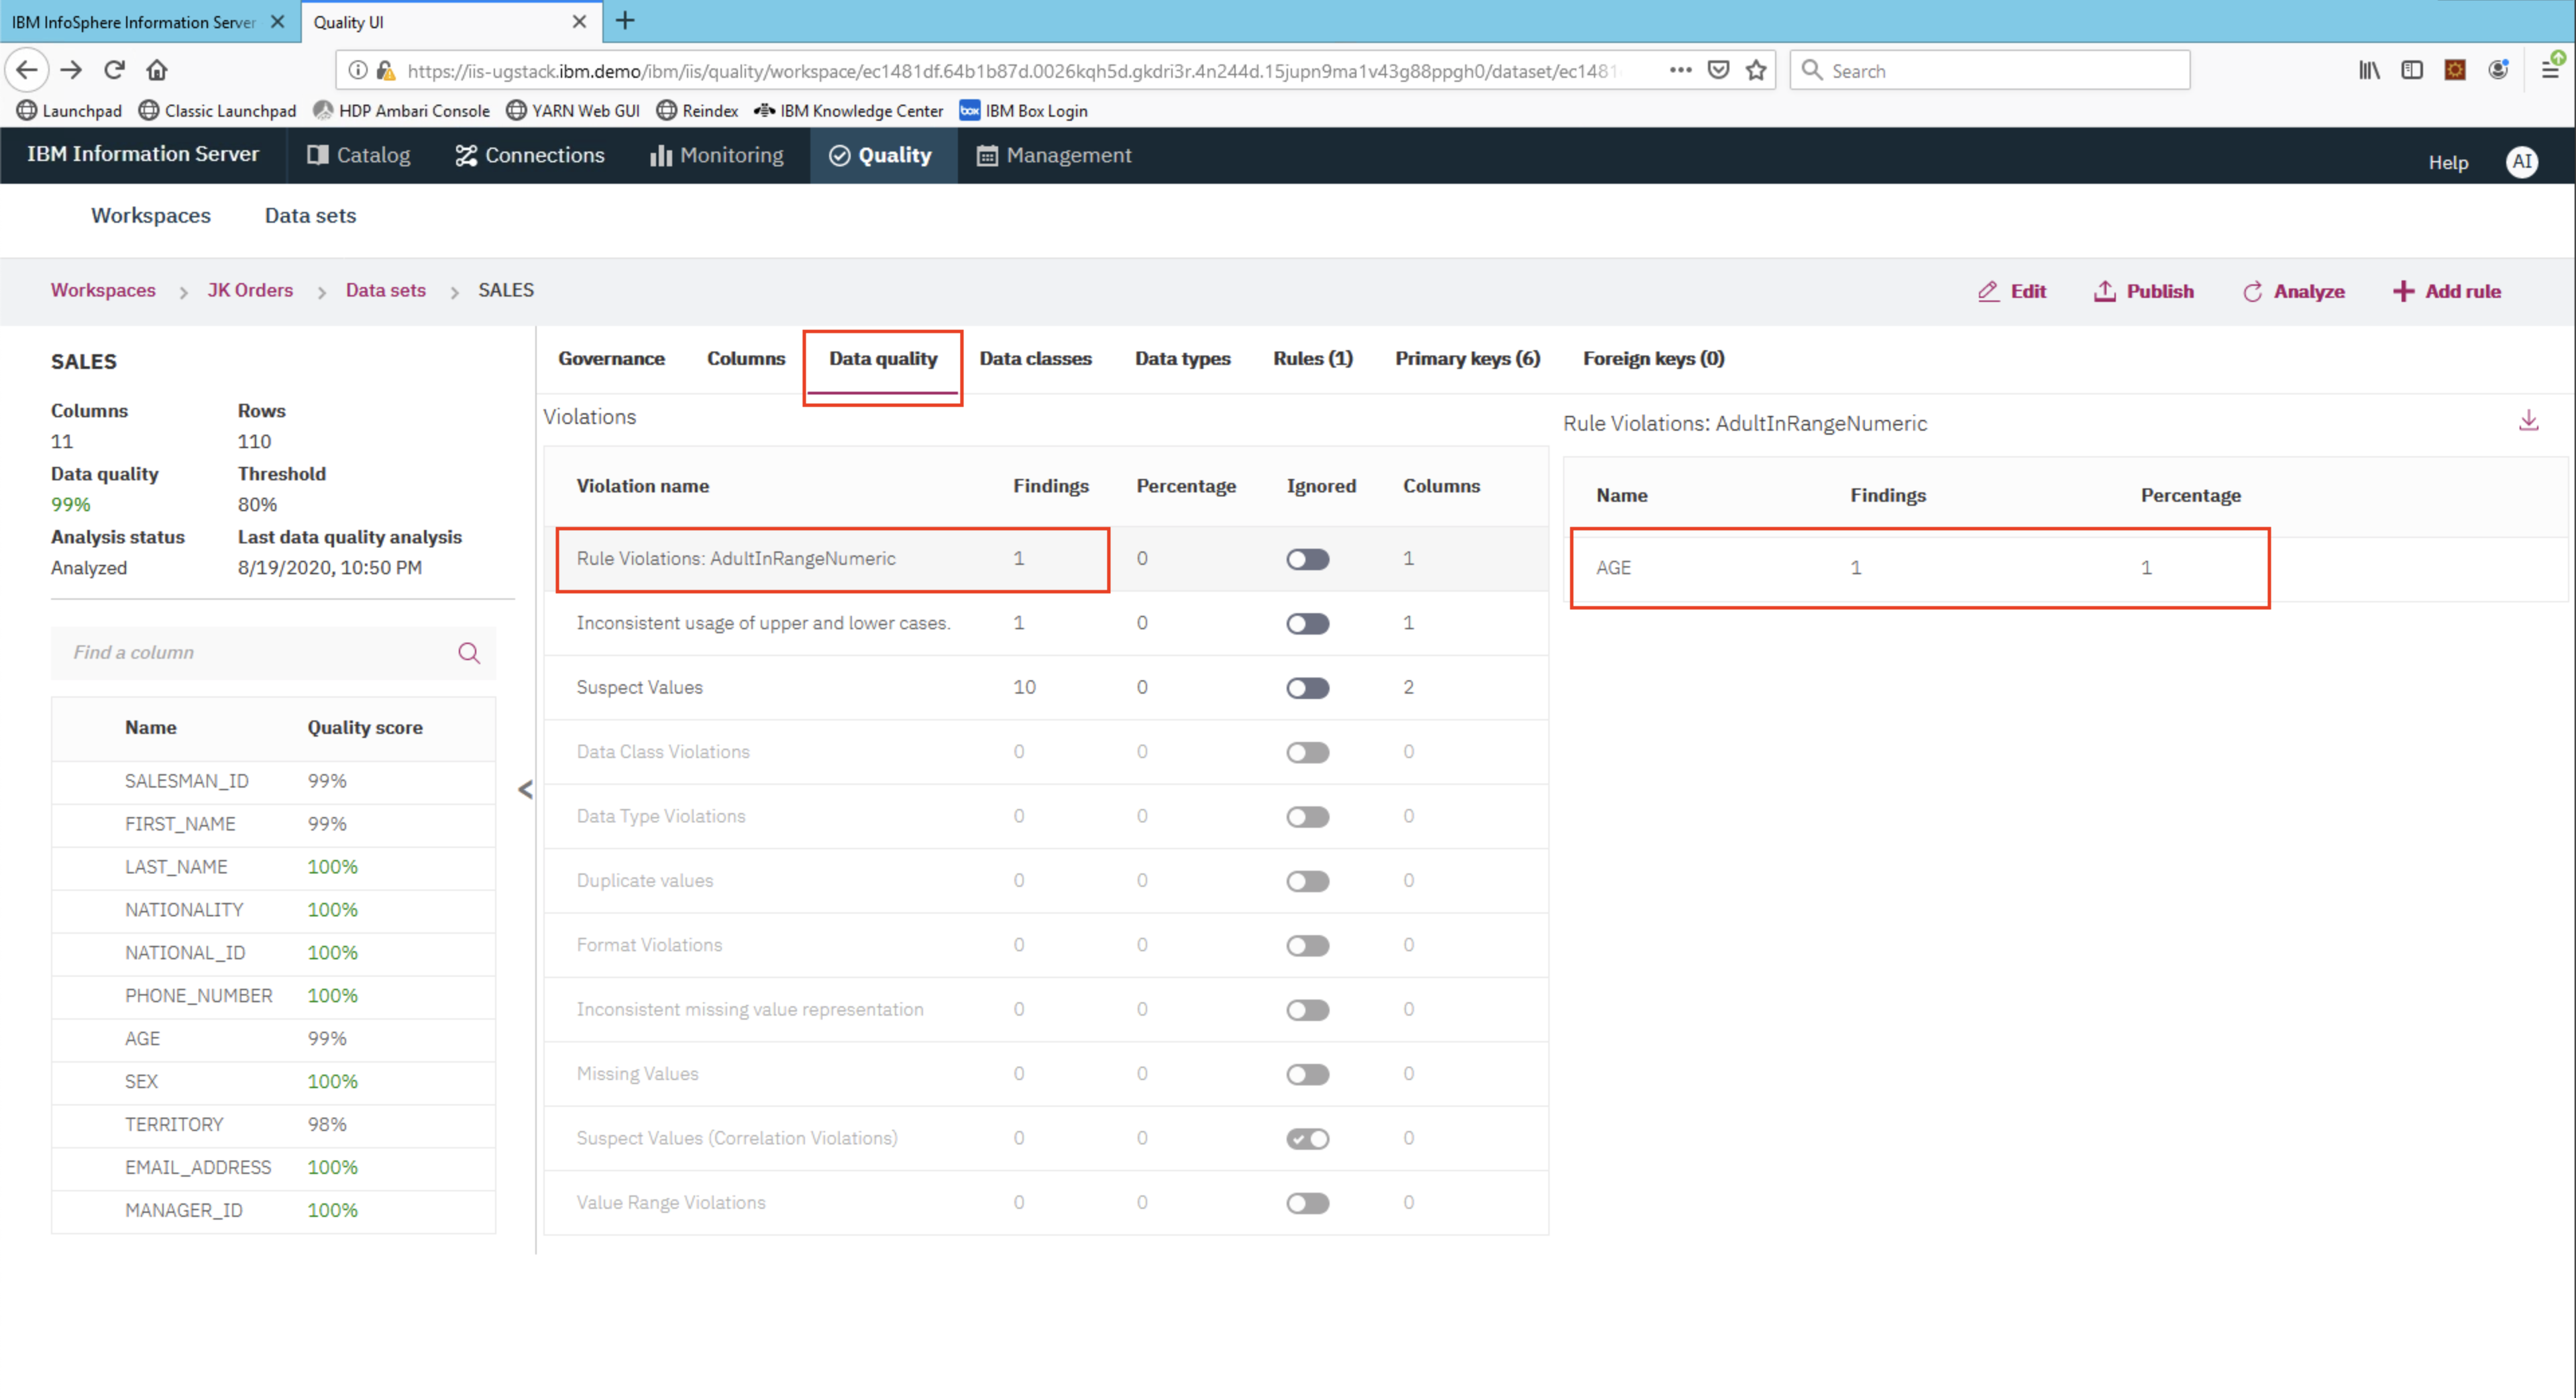 IBM InfoSphere Information Server
Quality UI
https://iis-ugstack.ibm.demo/ibm/iis/quality/workspace/ec1481df.64b1b87d.0026kqh5d.gkdri3r.4n244d.15jupn9ma1v43g88ppgh0/dataset/ec1481
Search
Launchpad Classic Launchpad HDP Ambari Console YARN Web GUI Reindex IBM Knowledge Center box IBM Box Login
IBM Information Server Catalog Connections Monitoring Quality Management Help AI
Workspaces Data sets
Workspaces > JK Orders > Data sets > SALES
Edit Publish Analyze + Add rule
SALES
Columns Rows
11 110
Data quality Threshold
99% 80%
Analysis status Last data quality analysis
Analyzed 8/19/2020, 10:50 PM
Find a column
Name Quality score
SALESMAN_ID 99%
FIRST_NAME 99%
LAST_NAME 100%
NATIONALITY 100%
NATIONAL_ID 100%
PHONE_NUMBER 100%
AGE 99%
SEX 100%
TERRITORY 98%
EMAIL_ADDRESS 100%
MANAGER_ID 100%
<
Governance Columns Data quality Data classes Data types Rules (1) Primary keys (6) Foreign keys (0)
Violations
Violation name Findings Percentage Ignored Columns
Rule Violations: AdultInRangeNumeric 1 0 1
Inconsistent usage of upper and lower cases. 1 0 1
Suspect Values 10 0 2
Data Class Violations 0 0 0
Data Type Violations 0 0 0
Duplicate values 0 0 0
Format Violations 0 0 0
Inconsistent missing value representation 0 0 0
Missing Values 0 0 0
Suspect Values (Correlation Violations) 0 0 0
Value Range Violations 0 0 0
Rule Violations: AdultInRangeNumeric
Name Findings Percentage
AGE 1 1